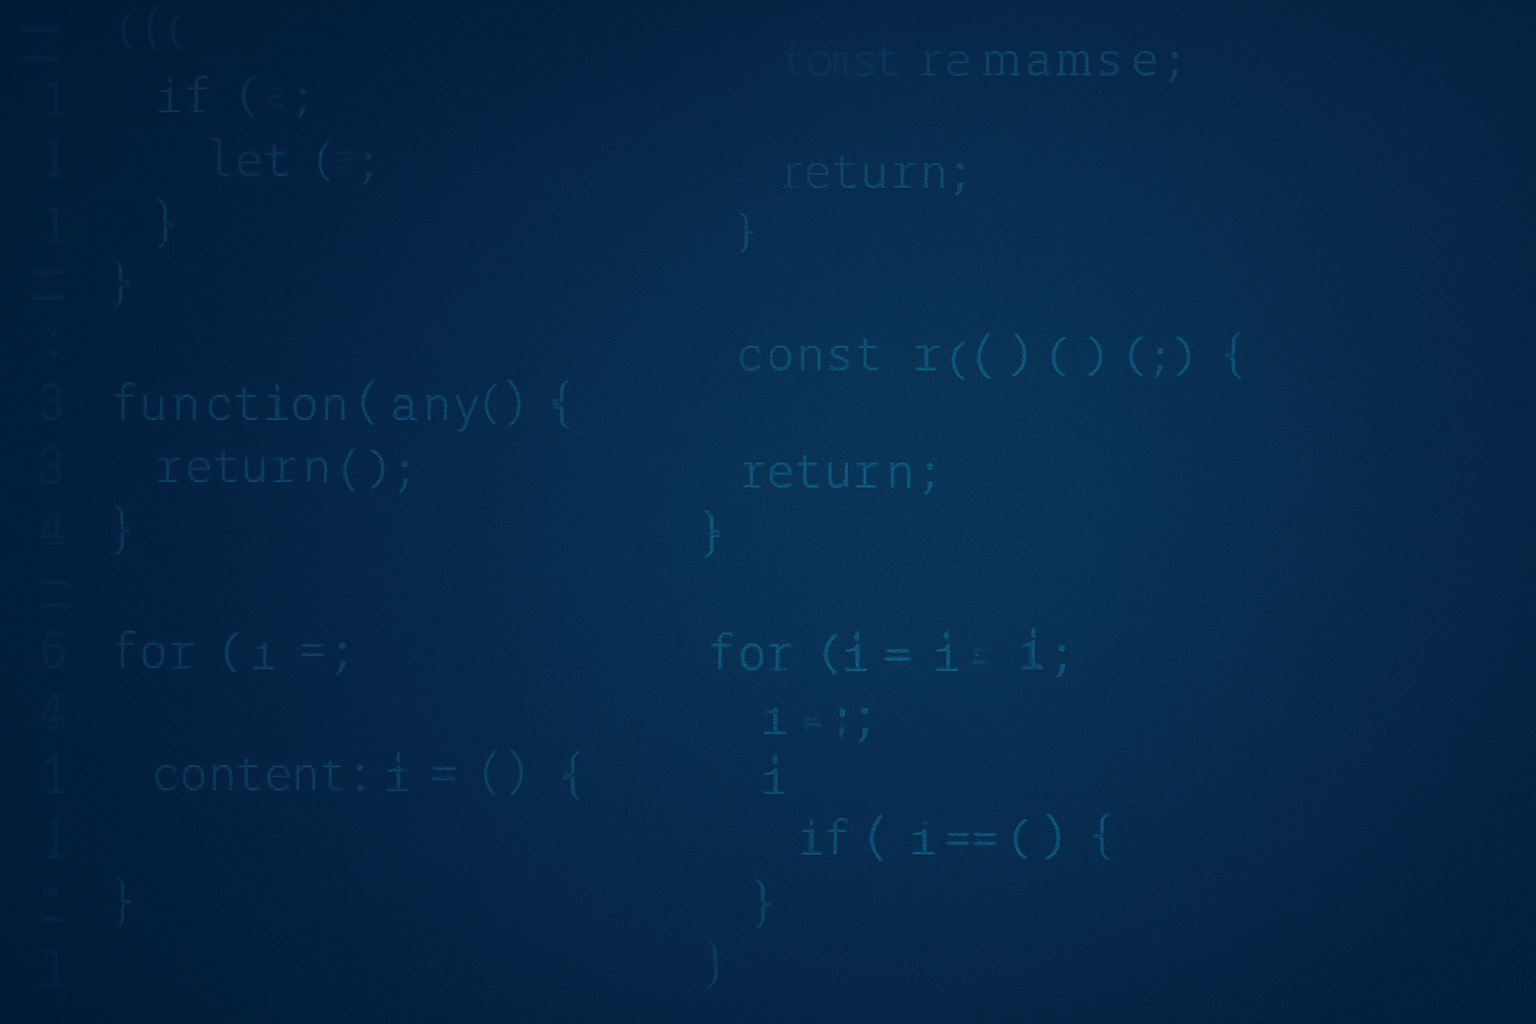 (((
1 if (=;
1 let (=;
1 }
}
3 function(any() {
3 return();
4 }
6 for (ı =;
4
1 content: i = () {
1
}
1
tonst ramamse;
return;
}
const r(()()(;) {
return;
}
for (i = i = i;
ı =;;
i
if( ı==() {
}
)